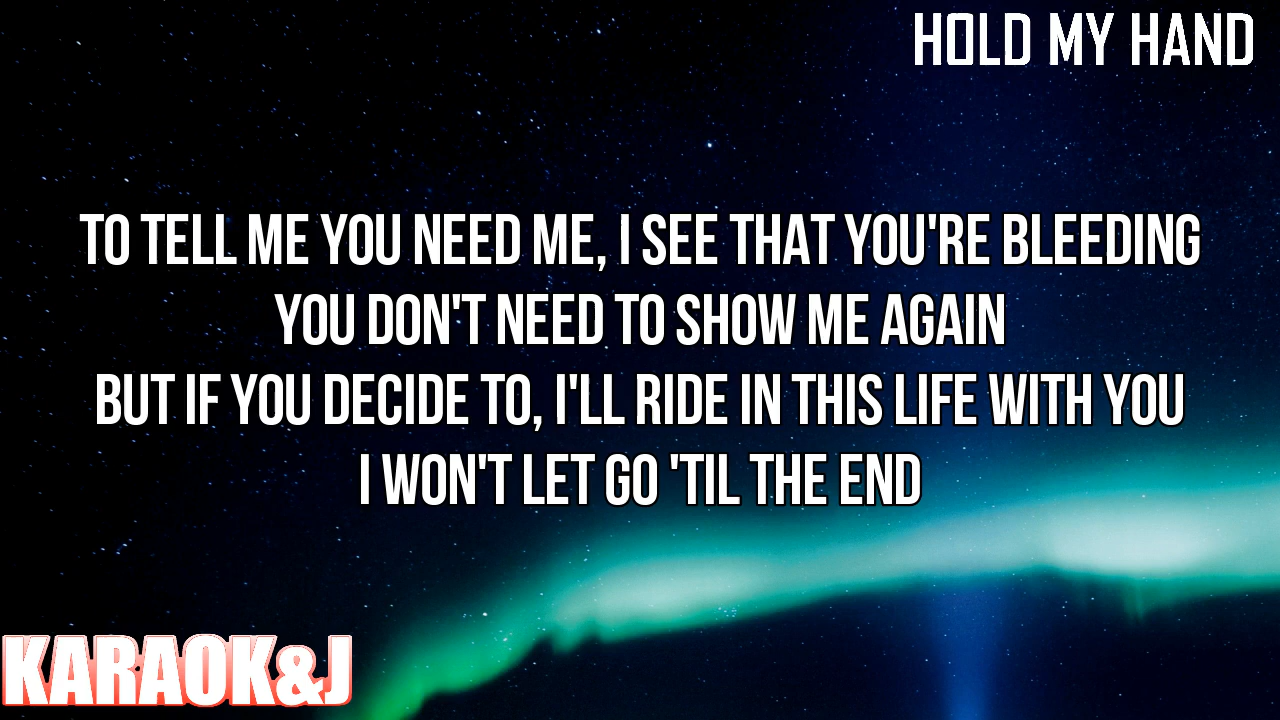 HOLD MY HAND
TO TELL ME YOU NEED ME, I SEE THAT YOU'RE BLEEDING
YOU DON'T NEED TO SHOW ME AGAIN
BUT IF YOU DECIDE TO, I'LL RIDE IN THIS LIFE WITH YOU
I WON'T LET GO 'TIL THE END
KARAOK&J